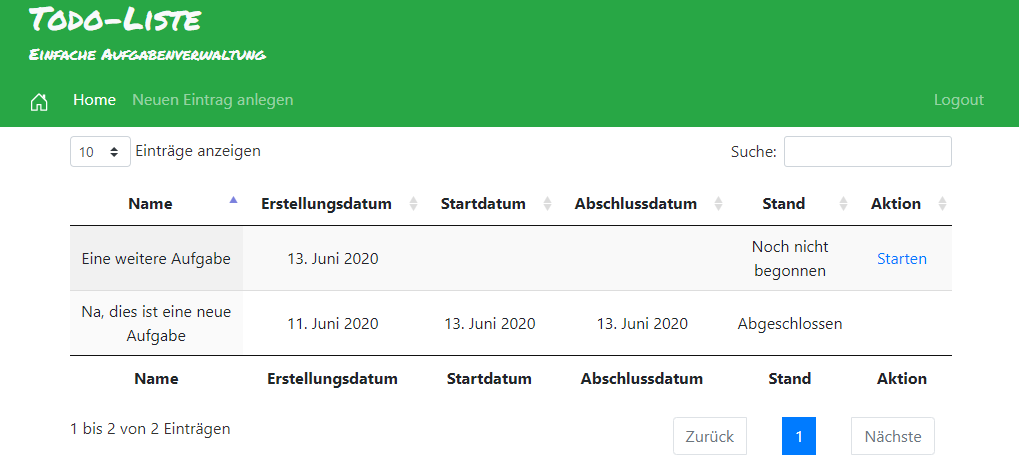 Todo-Liste
Einfache Aufgabenverwaltung
Home Neuen Eintrag anlegen Logout
10 Einträge anzeigen Suche:
Name Erstellungsdatum Startdatum Abschlussdatum Stand Aktion
Eine weitere Aufgabe 13. Juni 2020 Noch nicht
begonnen Starten
Na, dies ist eine neue
Aufgabe 11. Juni 2020 13. Juni 2020 13. Juni 2020 Abgeschlossen
Name Erstellungsdatum Startdatum Abschlussdatum Stand Aktion
1 bis 2 von 2 Einträgen Zurück 1 Nächste